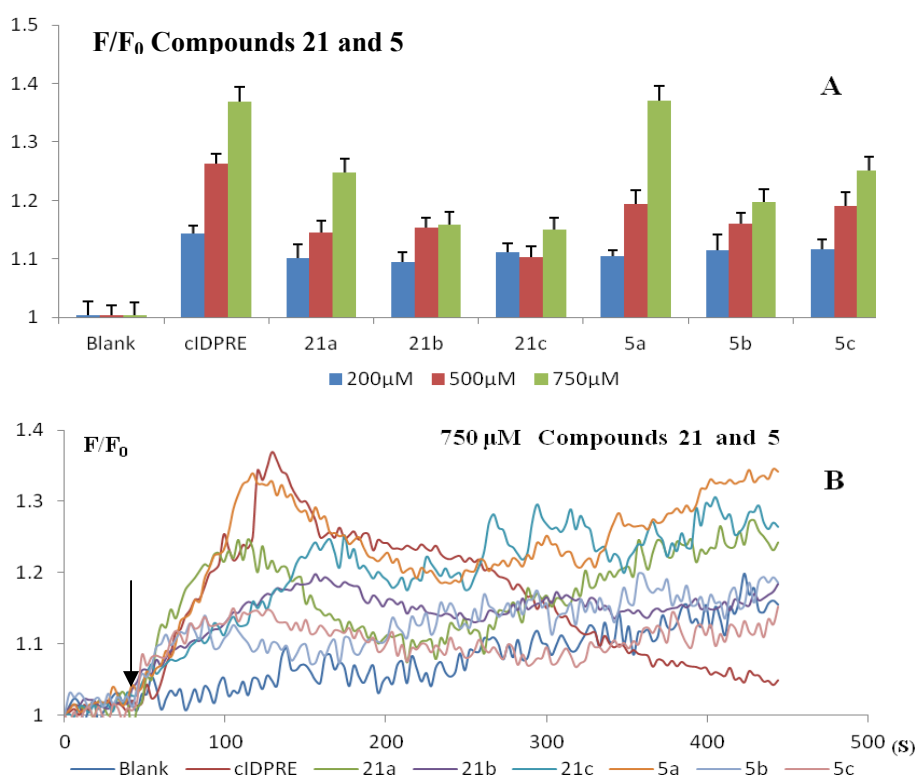 F/F0 Compounds 21 and 5
A
1.5
1.4
1.3
1.2
1.1
1
Blank cIDPRE 21a 21b 21c 5a 5b 5c
200μM 500μM 750μM
F/F0
750 μM Compounds 21 and 5
B
1.4
1.3
1.2
1.1
1
0 100 200 300 400 500 (S)
Blank cIDPRE 21a 21b 21c 5a 5b 5c